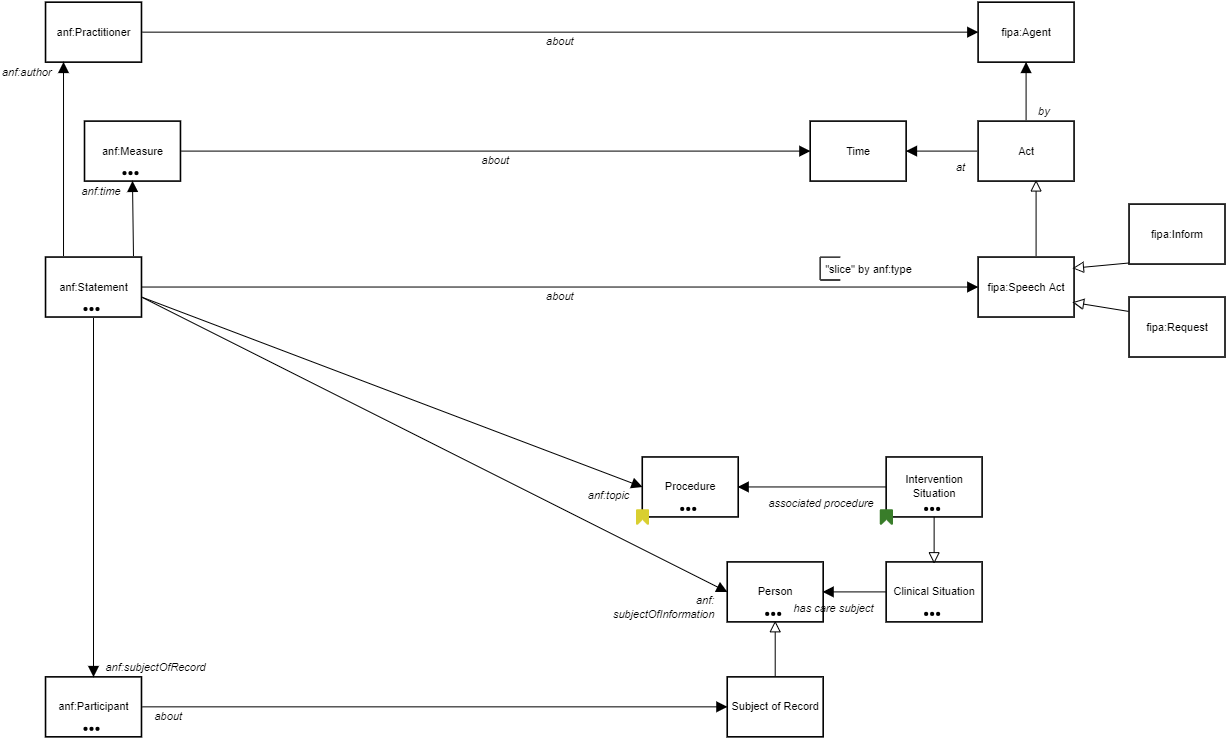 anf:Practitioner
fipa:Agent
about
anf:author
by
anf:Measure
Time
Act
about
at
anf:time
fipa:Inform
"slice" by anf:type
anf:Statement
fipa:Speech Act
about
fipa:Request
Procedure
Intervention
Situation
anf:topic
associated procedure
Person
Clinical Situation
anf:
subjectOfInformation
has care subject
anf:subjectOfRecord
anf:Participant
Subject of Record
about